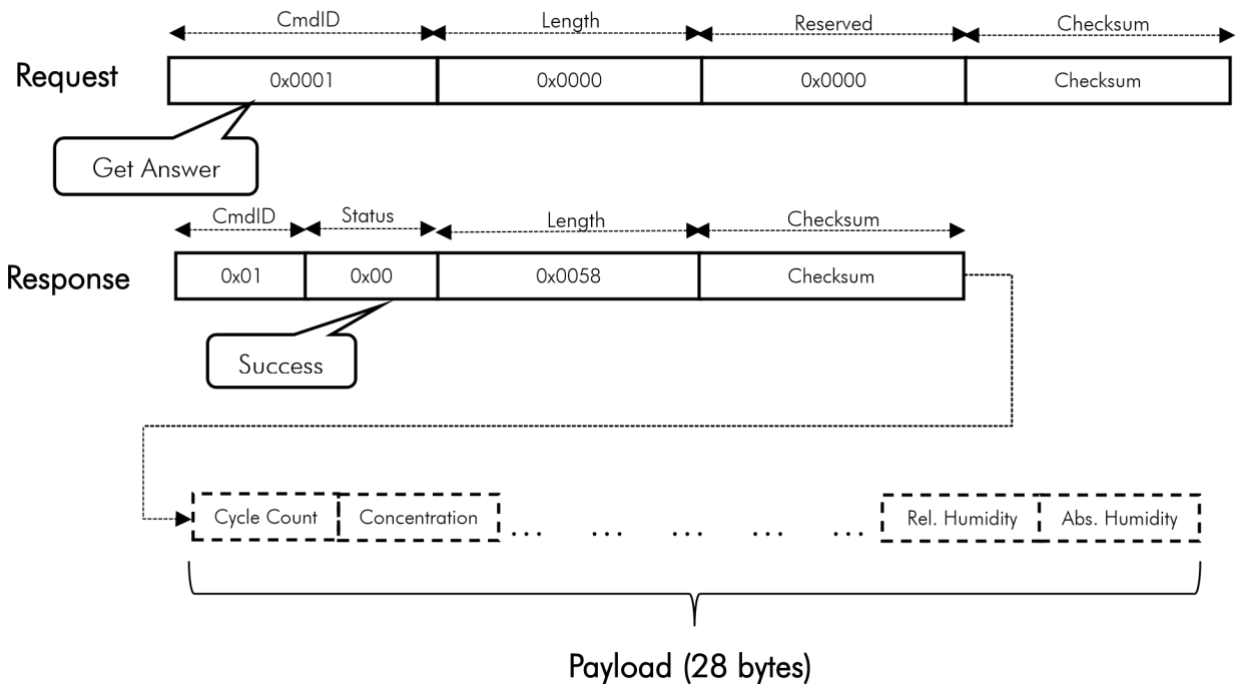 CmdID Length Reserved Checksum
Request 0x0001 0x0000 0x0000 Checksum
Get Answer
CmdID Status Length Checksum
Response 0x01 0x00 0x0058 Checksum
Success
Cycle Count Concentration ... ... ... ... ... Rel. Humidity Abs. Humidity
Payload (28 bytes)